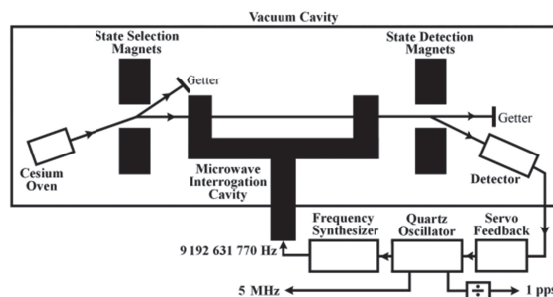 Vacuum Cavity
State Selection
Magnets
State Detection
Magnets
Getter
Getter
Cesium
Oven
Microwave
Interrogation
Cavity
Detector
Frequency
Synthesizer
Quartz
Oscillator
Servo
Feedback
9 192 631 770 Hz
5 MHz
÷
1 pps